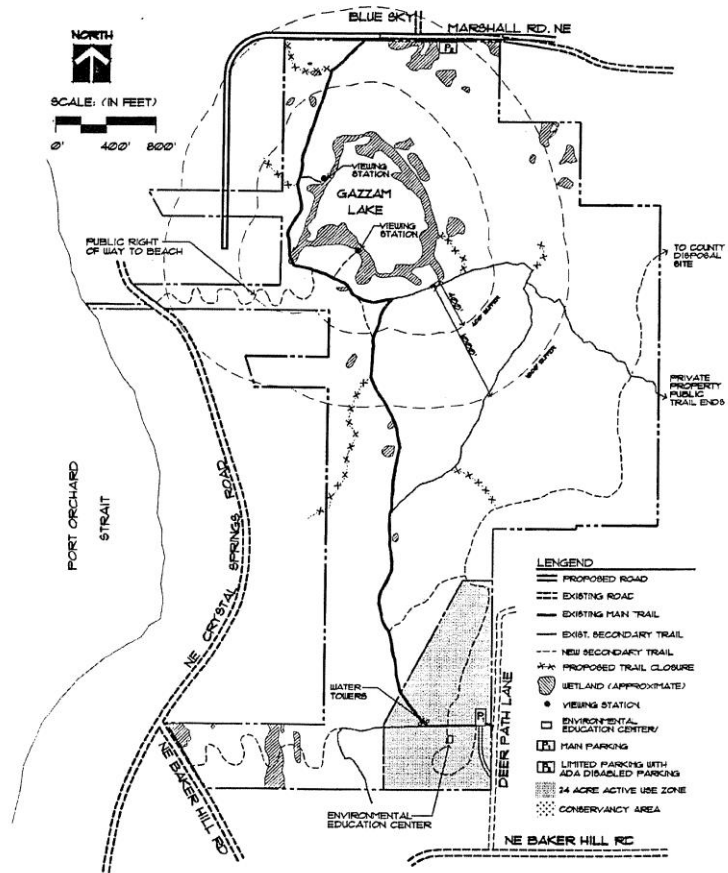 BLUE SKY
MARSHALL RD. NE
NORTH
SCALE: (IN FEET)
0' 400' 800'
VIEWING
STATION
GAZZAM
LAKE
VIEWING
STATION
PUBLIC RIGHT
OF WAY TO BEACH
TO COUNTY
DISPOSAL
SITE
400'
1000'
PRIVATE
PROPERTY
PUBLIC
TRAIL ENDS
PORT ORCHARD
STRAIT
NE CRYSTAL SPRINGS ROAD
LENGEND
PROPOSED ROAD
EXISTING ROAD
EXISTING MAIN TRAIL
EXIST. SECONDARY TRAIL
NEW SECONDARY TRAIL
PROPOSED TRAIL CLOSURE
WETLAND (APPROXIMATE)
VIEWING STATION
ENVIRONMENTAL
EDUCATION CENTER/
P1 MAIN PARKING
LIMITED PARKING WITH
ADA DISABLED PARKING
24 ACRE ACTIVE USE ZONE
CONSERVANCY AREA
WATER
TOWERS
DEER PATH LANE
NE BAKER HILL RD
ENVIRONMENTAL
EDUCATION CENTER
NE BAKER HILL RD